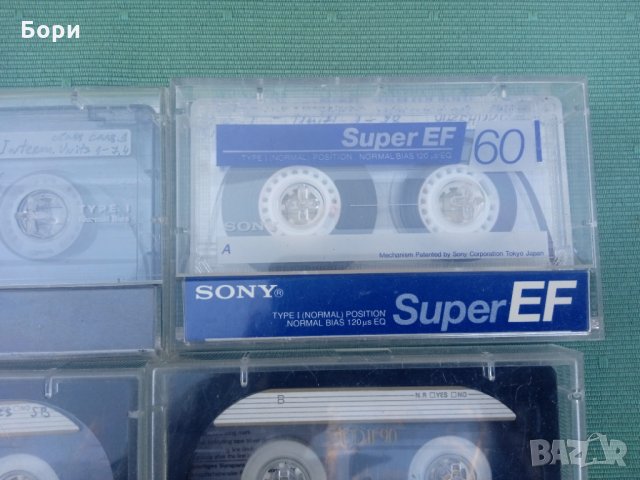 Бори
Super EF
TYPE I (NORMAL) POSITION NORMAL BIAS 120 µs EQ
60
TYPE I
SONY
A
Mechanism Patented by Sony Corporation Tokyo Japan
SONY®
TYPE I (NORMAL) POSITION
NORMAL BIAS 120 µs EQ
Super EF
B
N.R □YES □NO
BAZAR